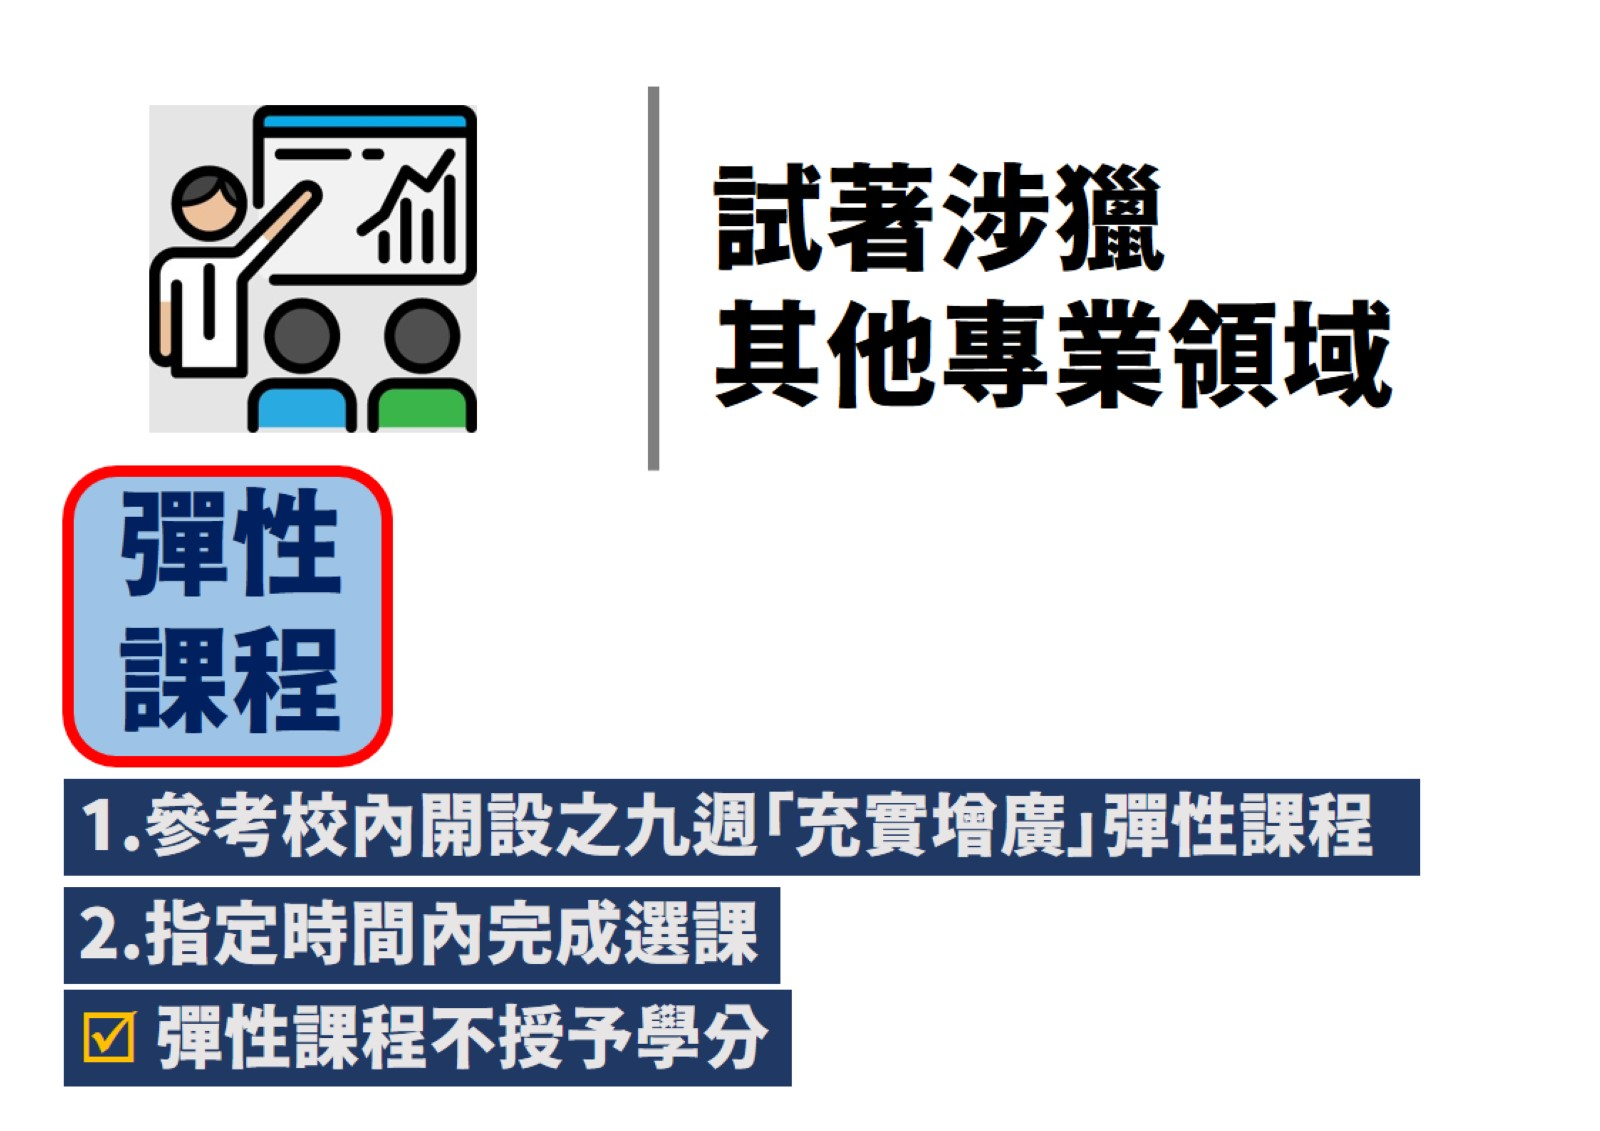 試著涉獵
其他專業領域
彈性
課程
1.參考校內開設之九週「充實增廣」彈性課程
2.指定時間內完成選課
☑ 彈性課程不授予學分